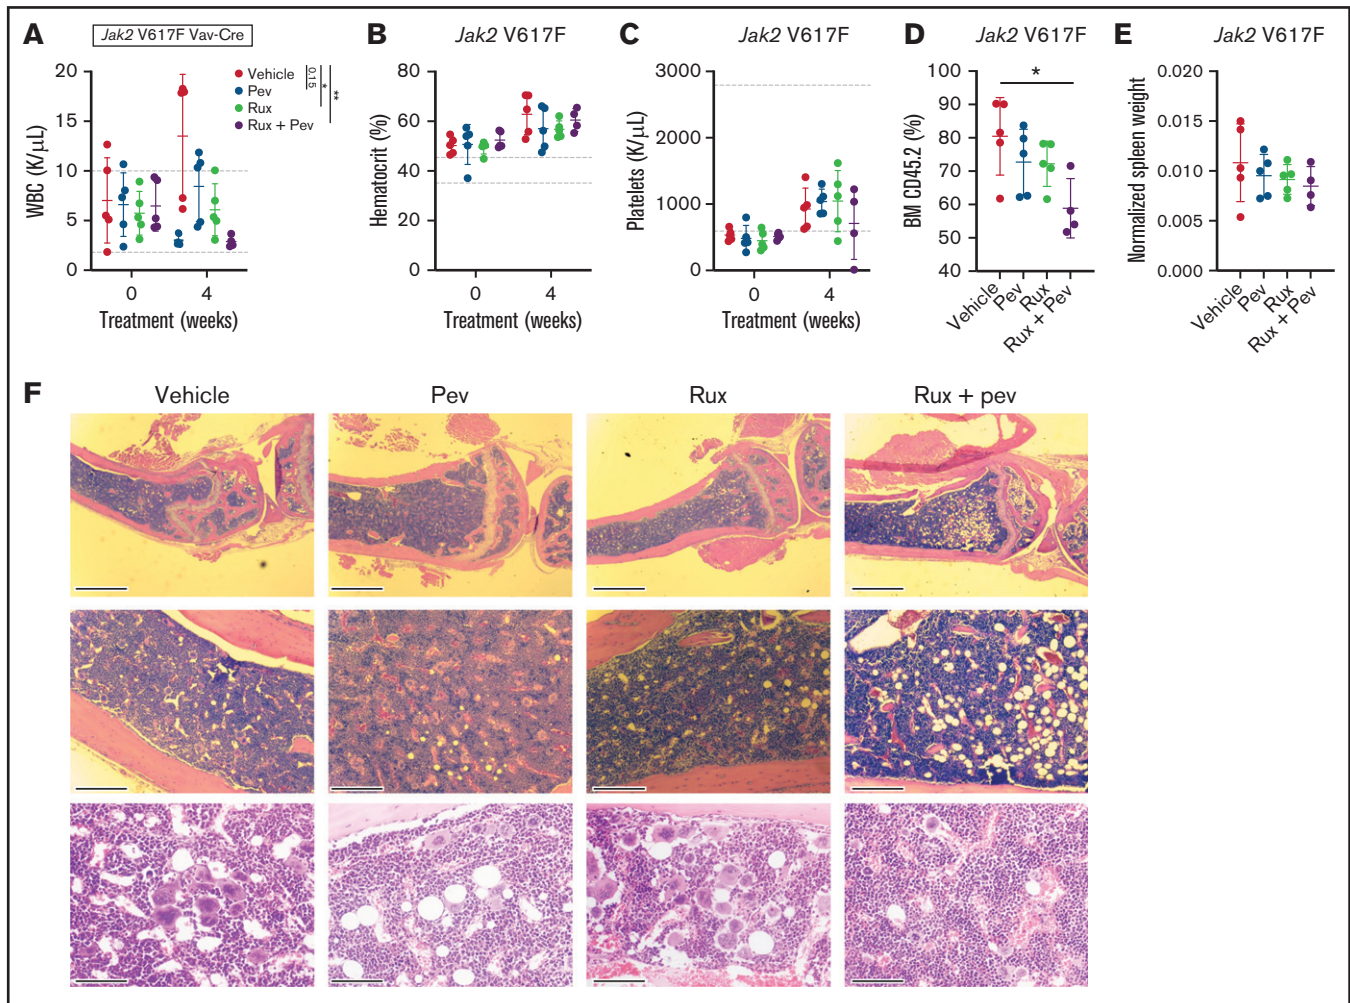 A
Jak2 V617F Vav-Cre
WBC (K/μL)
20
15
10
5
0
0
4
Treatment (weeks)
Vehicle
Pev
Rux
Rux + Pev
0.15
*
**
B
Jak2 V617F
Hematocrit (%)
80
60
40
20
0
0
4
Treatment (weeks)
C
Jak2 V617F
Platelets (K/μL)
3000
2000
1000
0
0
4
Treatment (weeks)
D
Jak2 V617F
BM CD45.2 (%)
100
90
80
70
60
50
40
*
Vehicle
Pev
Rux
Rux + Pev
E
Jak2 V617F
Normalized spleen weight
0.020
0.015
0.010
0.005
0.000
Vehicle
Pev
Rux
Rux + Pev
F
Vehicle
Pev
Rux
Rux + pev